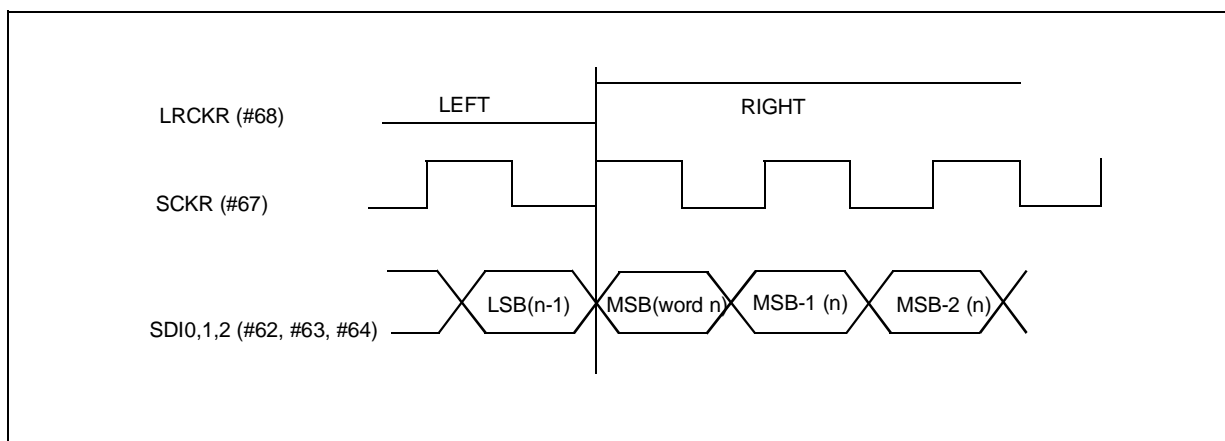 LEFT
RIGHT
LRCKR (#68)
SCKR (#67)
LSB(n-1)
MSB(word n)
MSB-1 (n)
MSB-2 (n)
SDI0,1,2 (#62, #63, #64)